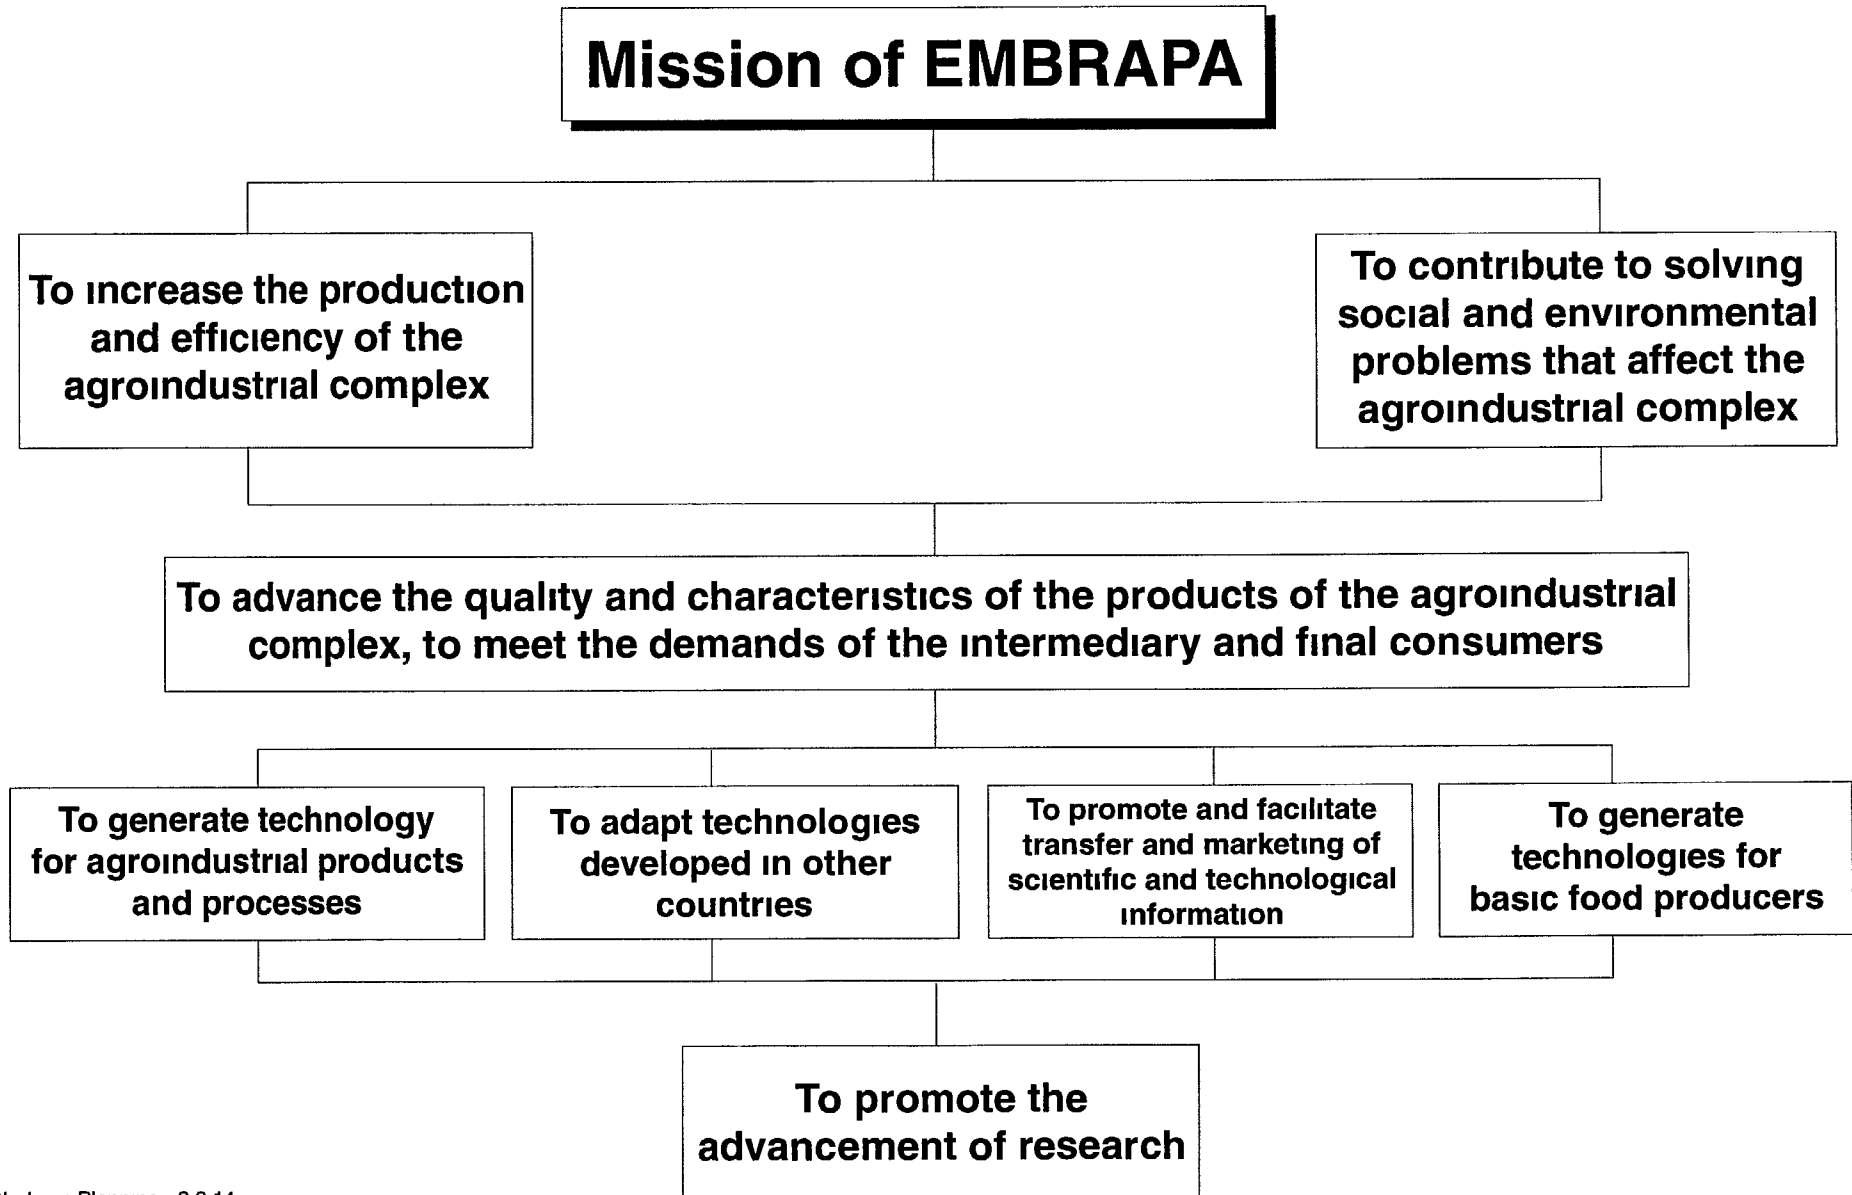 Mission of EMBRAPA
To increase the production
and efficiency of the
agroindustrial complex
To contribute to solving
social and environmental
problems that affect the
agroindustrial complex
To advance the quality and characteristics of the products of the agroindustrial
complex, to meet the demands of the intermediary and final consumers
To generate technology
for agroindustrial products
and processes
To adapt technologies
developed in other
countries
To promote and facilitate
transfer and marketing of
scientific and technological
information
To generate
technologies for
basic food producers
To promote the
advancement of research